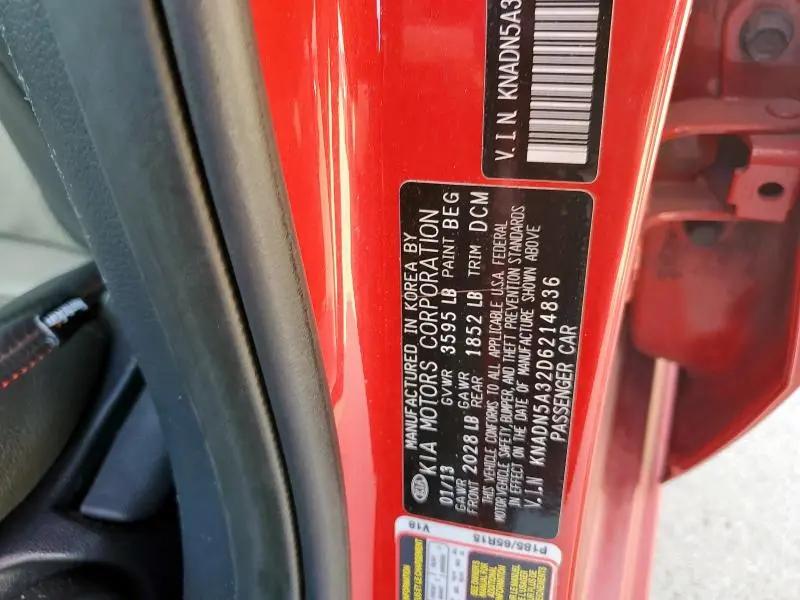 V.I.N KNADN5A3
MANUFACTURED IN KOREA BY
KIA MOTORS CORPORATION
01/13 GVWR 3595 LB PAINT BEG
GAWR FRONT 2028 LB GAWR REAR 1852 LB TRIM DCM
THIS VEHICLE CONFORMS TO ALL APPLICABLE U.S.A. FEDERAL
MOTOR VEHICLE SAFETY, BUMPER, AND THEFT PREVENTION STANDARDS
IN EFFECT ON THE DATE OF MANUFACTURE SHOWN ABOVE
V.I.N KNADN5A32D6214836
PASSENGER CAR
V18
P185/65R15